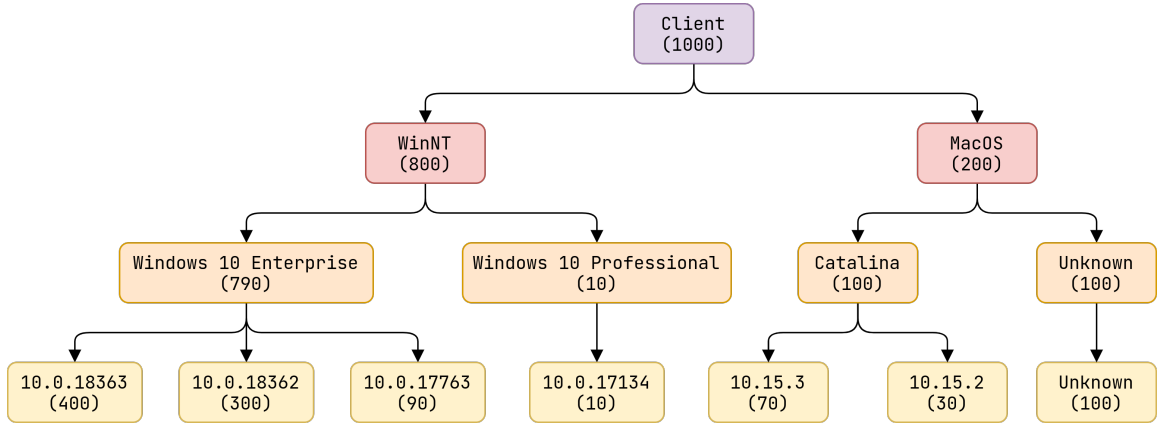 Client
(1000)
WinNT
(800)
MacOS
(200)
Windows 10 Enterprise
(790)
Windows 10 Professional
(10)
Catalina
(100)
Unknown
(100)
10.0.18363
(400)
10.0.18362
(300)
10.0.17763
(90)
10.0.17134
(10)
10.15.3
(70)
10.15.2
(30)
Unknown
(100)